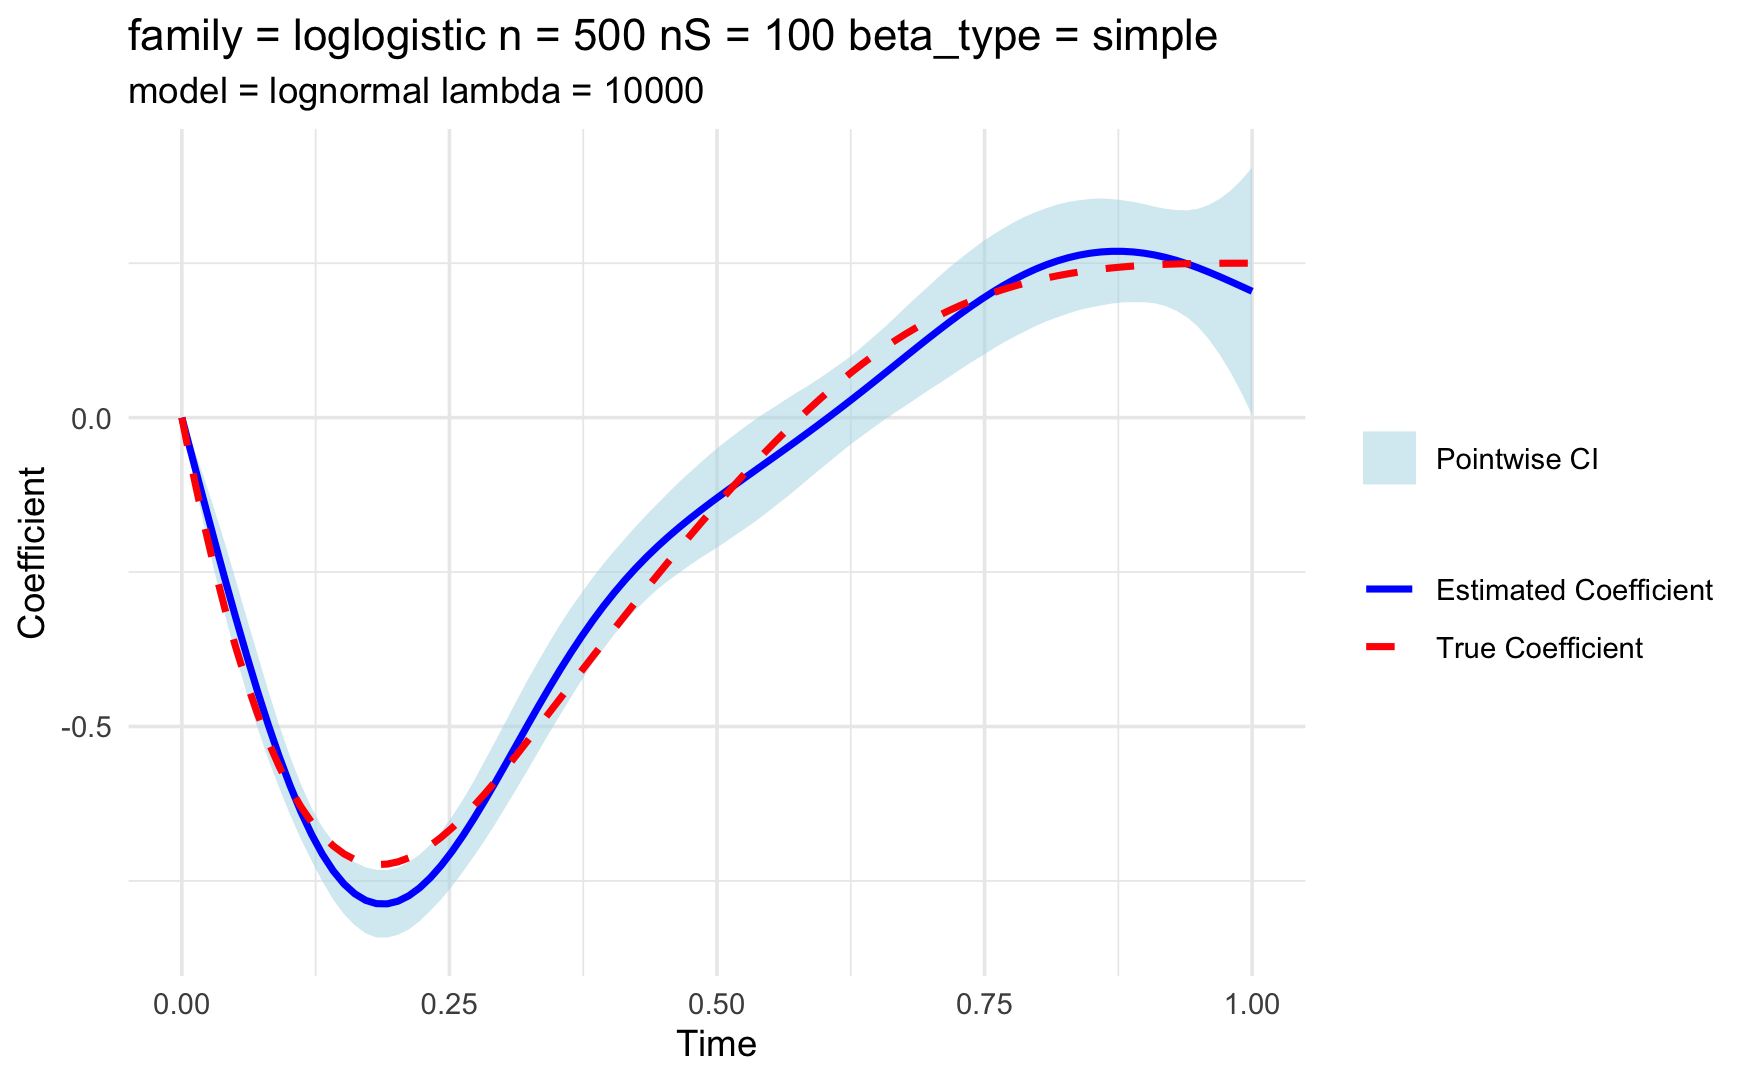 family = loglogistic n = 500 nS = 100 beta_type = simple
model = lognormal lambda = 10000
Coefficient
0.0
-0.5
0.00 0.25 0.50 0.75 1.00
Time
Pointwise CI
Estimated Coefficient
True Coefficient